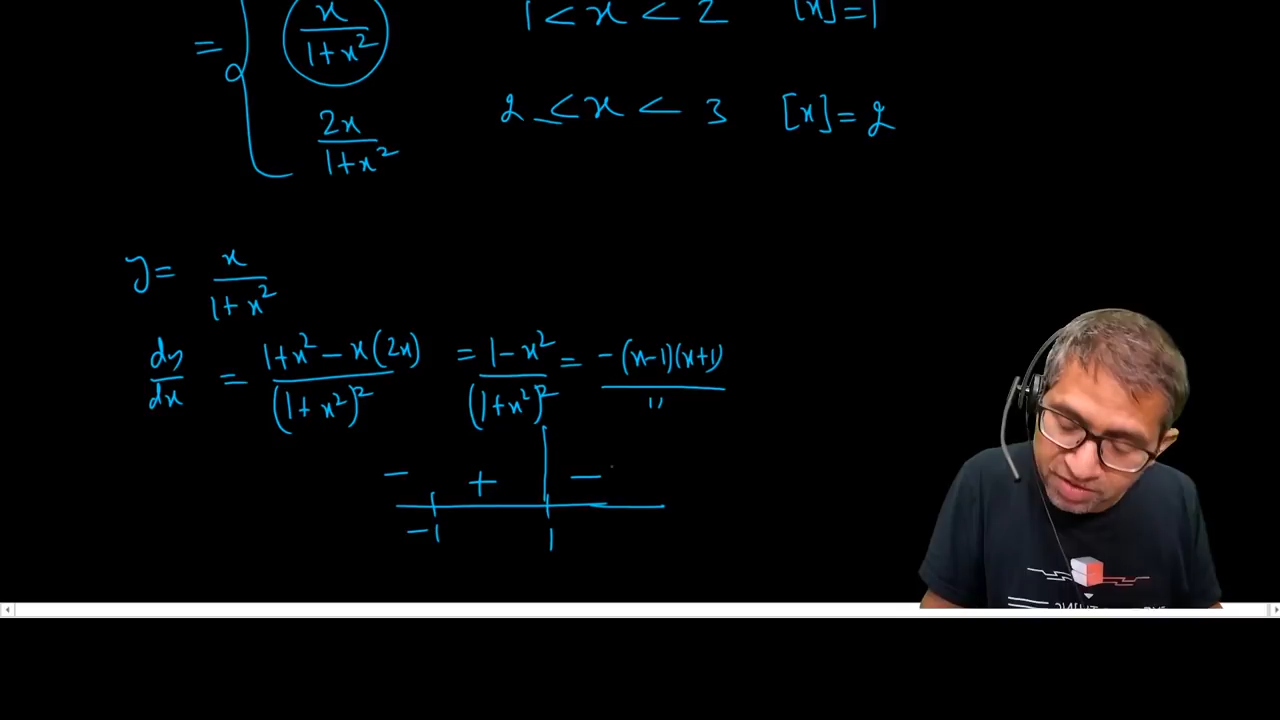 = { x/(1+x²)    1 < x < 2    [x]=1
2x/(1+x²)    2 ≤ x < 3    [x]=2
y = x/(1+x²)
dy/dx = (1+x²-x(2x))/(1+x²)² = (1-x²)/(1+x²)² = -(x-1)(x+1)/"
- + -
-1 1